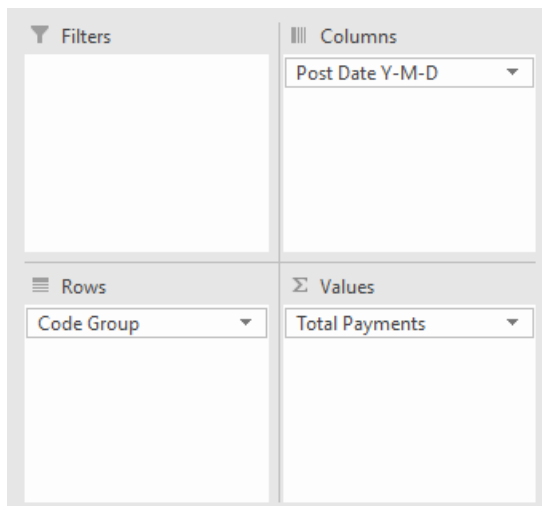 Filters
Columns
Post Date Y-M-D
Rows
Σ Values
Code Group
Total Payments